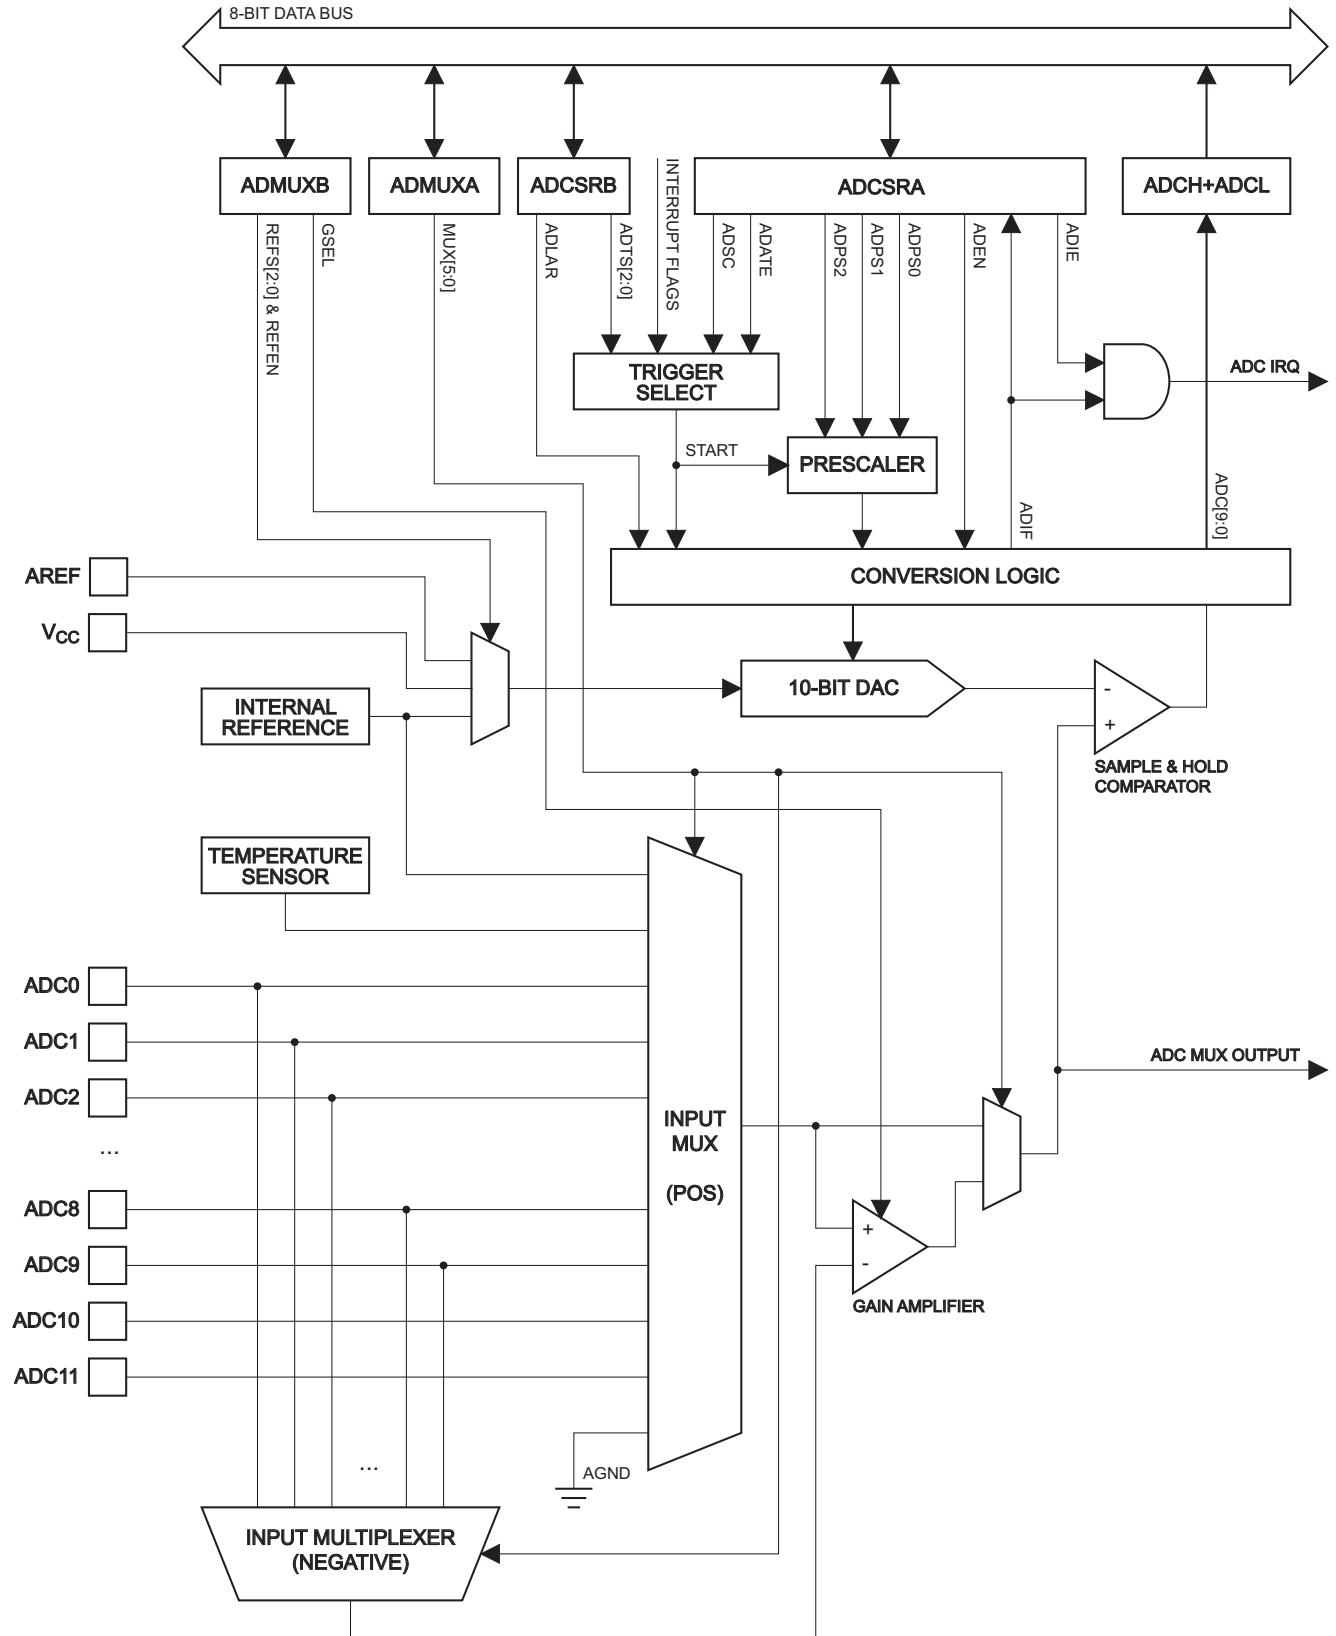 8-BIT DATA BUS
ADMUXB
ADMUXA
ADCSRB
ADCSRA
ADCH+ADCL
REFS[2:0] & REFEN
GSEL
MUX[5:0]
ADLAR
ADTS[2:0]
INTERRUPT FLAGS
ADSC
ADATE
ADPS2
ADPS1
ADPS0
ADEN
ADIE
TRIGGER
SELECT
ADC IRQ
START
PRESCALER
ADIF
ADC[9:0]
AREF
CONVERSION LOGIC
VCC
10-BIT DAC
-
+
INTERNAL
REFERENCE
SAMPLE & HOLD
COMPARATOR
TEMPERATURE
SENSOR
ADC0
ADC1
ADC MUX OUTPUT
ADC2
...
INPUT
MUX
(POS)
ADC8
+
-
ADC9
GAIN AMPLIFIER
ADC10
ADC11
...
AGND
INPUT MULTIPLEXER
(NEGATIVE)